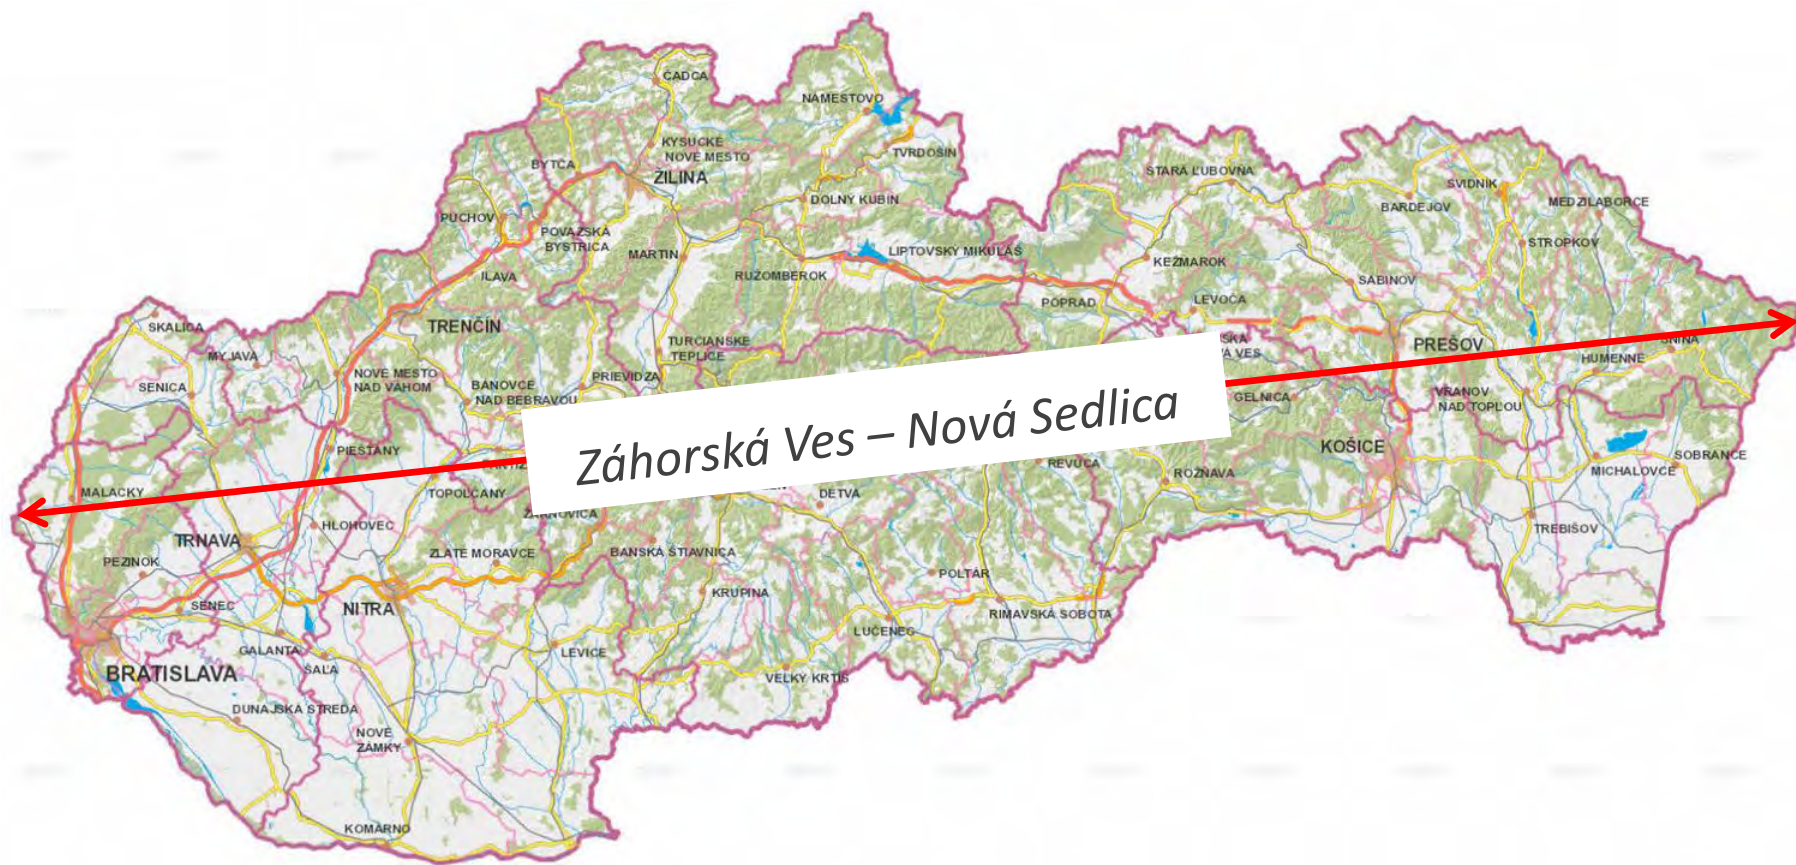 ČADCA
NÁMESTOVO
KYSUCKÉ
NOVÉ MESTO
TVRDOŠÍN
BYTČA
ŽILINA
STARÁ ĽUBOVŇA
SVIDNÍK
DOLNÝ KUBÍN
BARDEJOV
MEDZILABORCE
PÚCHOV
POVAŽSKÁ
BYSTRICA
STROPKOV
MARTIN
LIPTOVSKÝ MIKULÁŠ
KEŽMAROK
ILAVA
RUŽOMBEROK
SABINOV
POPRAD
LEVOČA
SKALICA
TRENČÍN
TURČIANSKE
TEPLICE
PREŠOV
MYJAVA
VES
SNINA
HUMENNÉ
NOVÉ MESTO
NAD VÁHOM
SENICA
BÁNOVCE
NAD BEBRAVOU
PRIEVIDZA
GELNICA
VRANOV
NAD TOPĽOU
Záhorská Ves – Nová Sedlica
PIEŠŤANY
KOŠICE
SOBRANCE
MICHALOVCE
REVÚCA
ROŽŇAVA
MALACKY
TOPOĽČANY
DETVA
ŽARNOVICA
HLOHOVEC
TREBIŠOV
TRNAVA
ZLATÉ MORAVCE
BANSKÁ ŠTIAVNICA
PEZINOK
POLTÁR
KRUPINA
SENEC
NITRA
RIMAVSKÁ SOBOTA
LUČENEC
GALANTA
ŠAĽA
LEVICE
BRATISLAVA
VEĽKÝ KRTÍŠ
DUNAJSKÁ STREDA
NOVÉ
ZÁMKY
KOMÁRNO